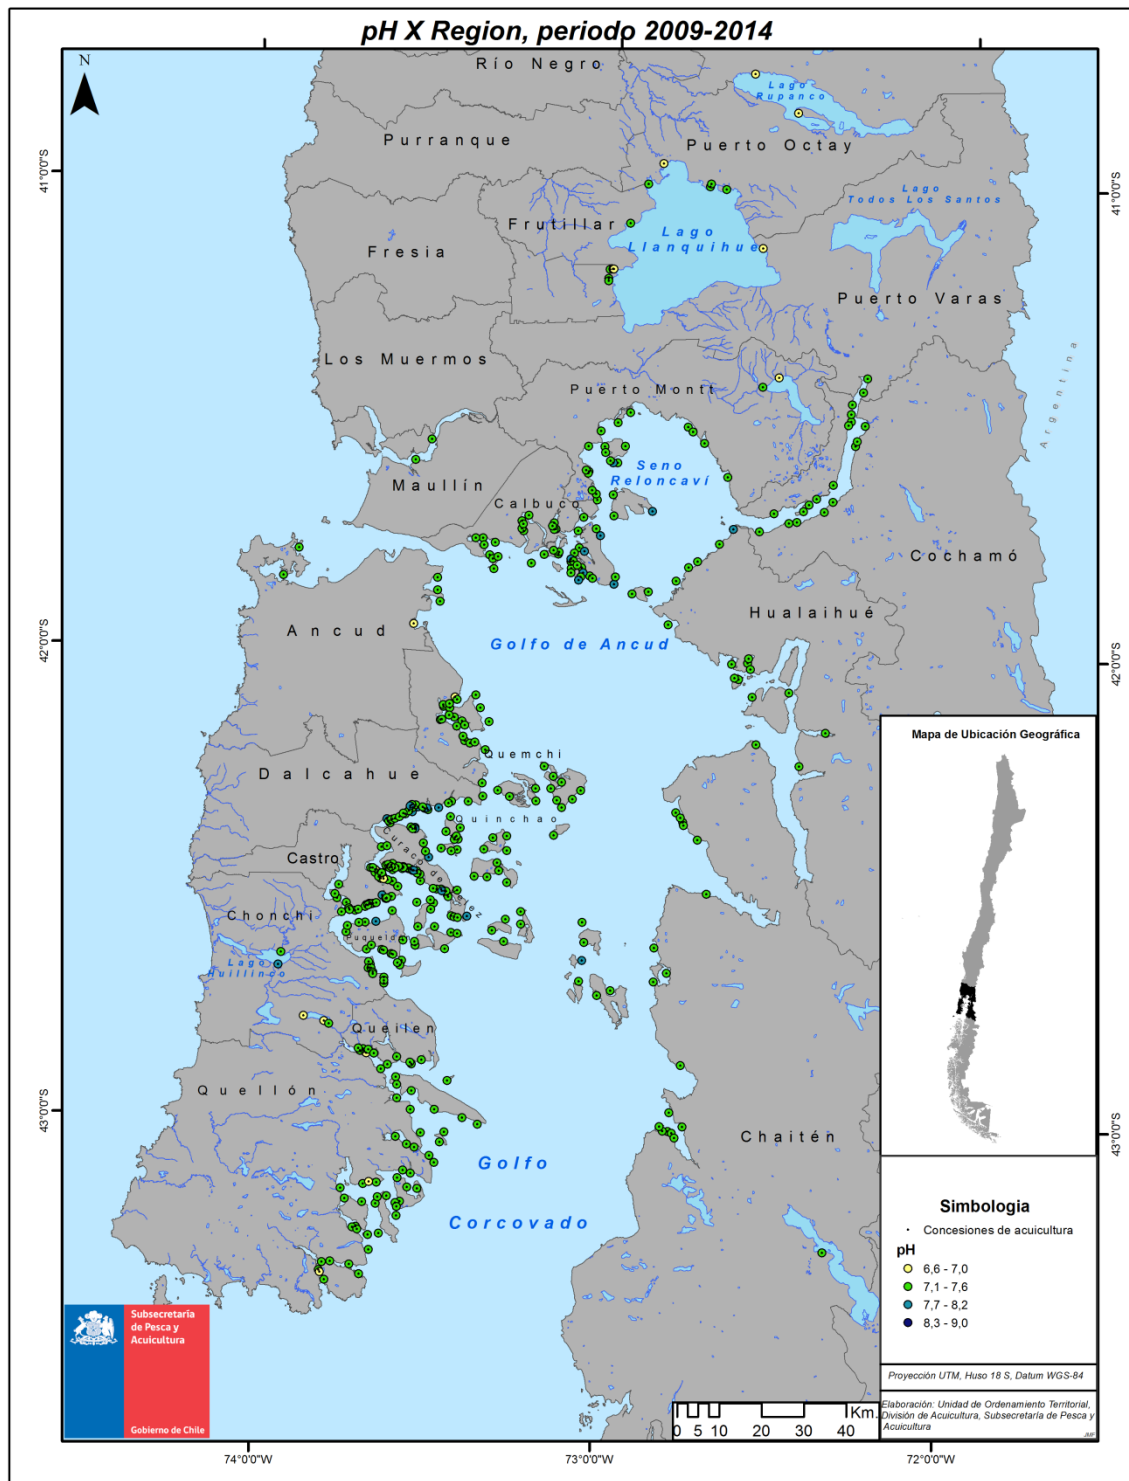 pH X Region, periodo 2009-2014
N
Río Negro
Lago
Rupanco
Purranque
Puerto Octay
41°0'0"S
41°0'0"S
Lago
Todos Los Santos
Frutillar
Lago
Llanquihue
Fresia
Puerto Varas
Los Muermos
Argentina
Puerto Montt
Seno
Reloncaví
Maullín
Calbuco
Cochamó
Hualaihué
Ancud
Golfo de Ancud
42°0'0"S
42°0'0"S
Mapa de Ubicación Geográfica
Quemchi
Dalcahue
Quinchao
Curaco de Velez
Castro
Chonchi
Puqueldon
Lago
Huillinco
Queilen
Quellón
43°0'0"S
43°0'0"S
Chaitén
Golfo
Corcovado
Simbologia
Concesiones de acuicultura
pH
6,6 - 7,0
7,1 - 7,6
7,7 - 8,2
8,3 - 9,0
Subsecretaría
de Pesca y
Acuicultura
Gobierno de Chile
Proyección UTM, Huso 18 S, Datum WGS-84
Elaboración: Unidad de Ordenamiento Territorial,
División de Acuicultura, Subsecretaría de Pesca y
Acuicultura
JMF
Km.
0 5 10 20 30 40
74°0'0"W
73°0'0"W
72°0'0"W